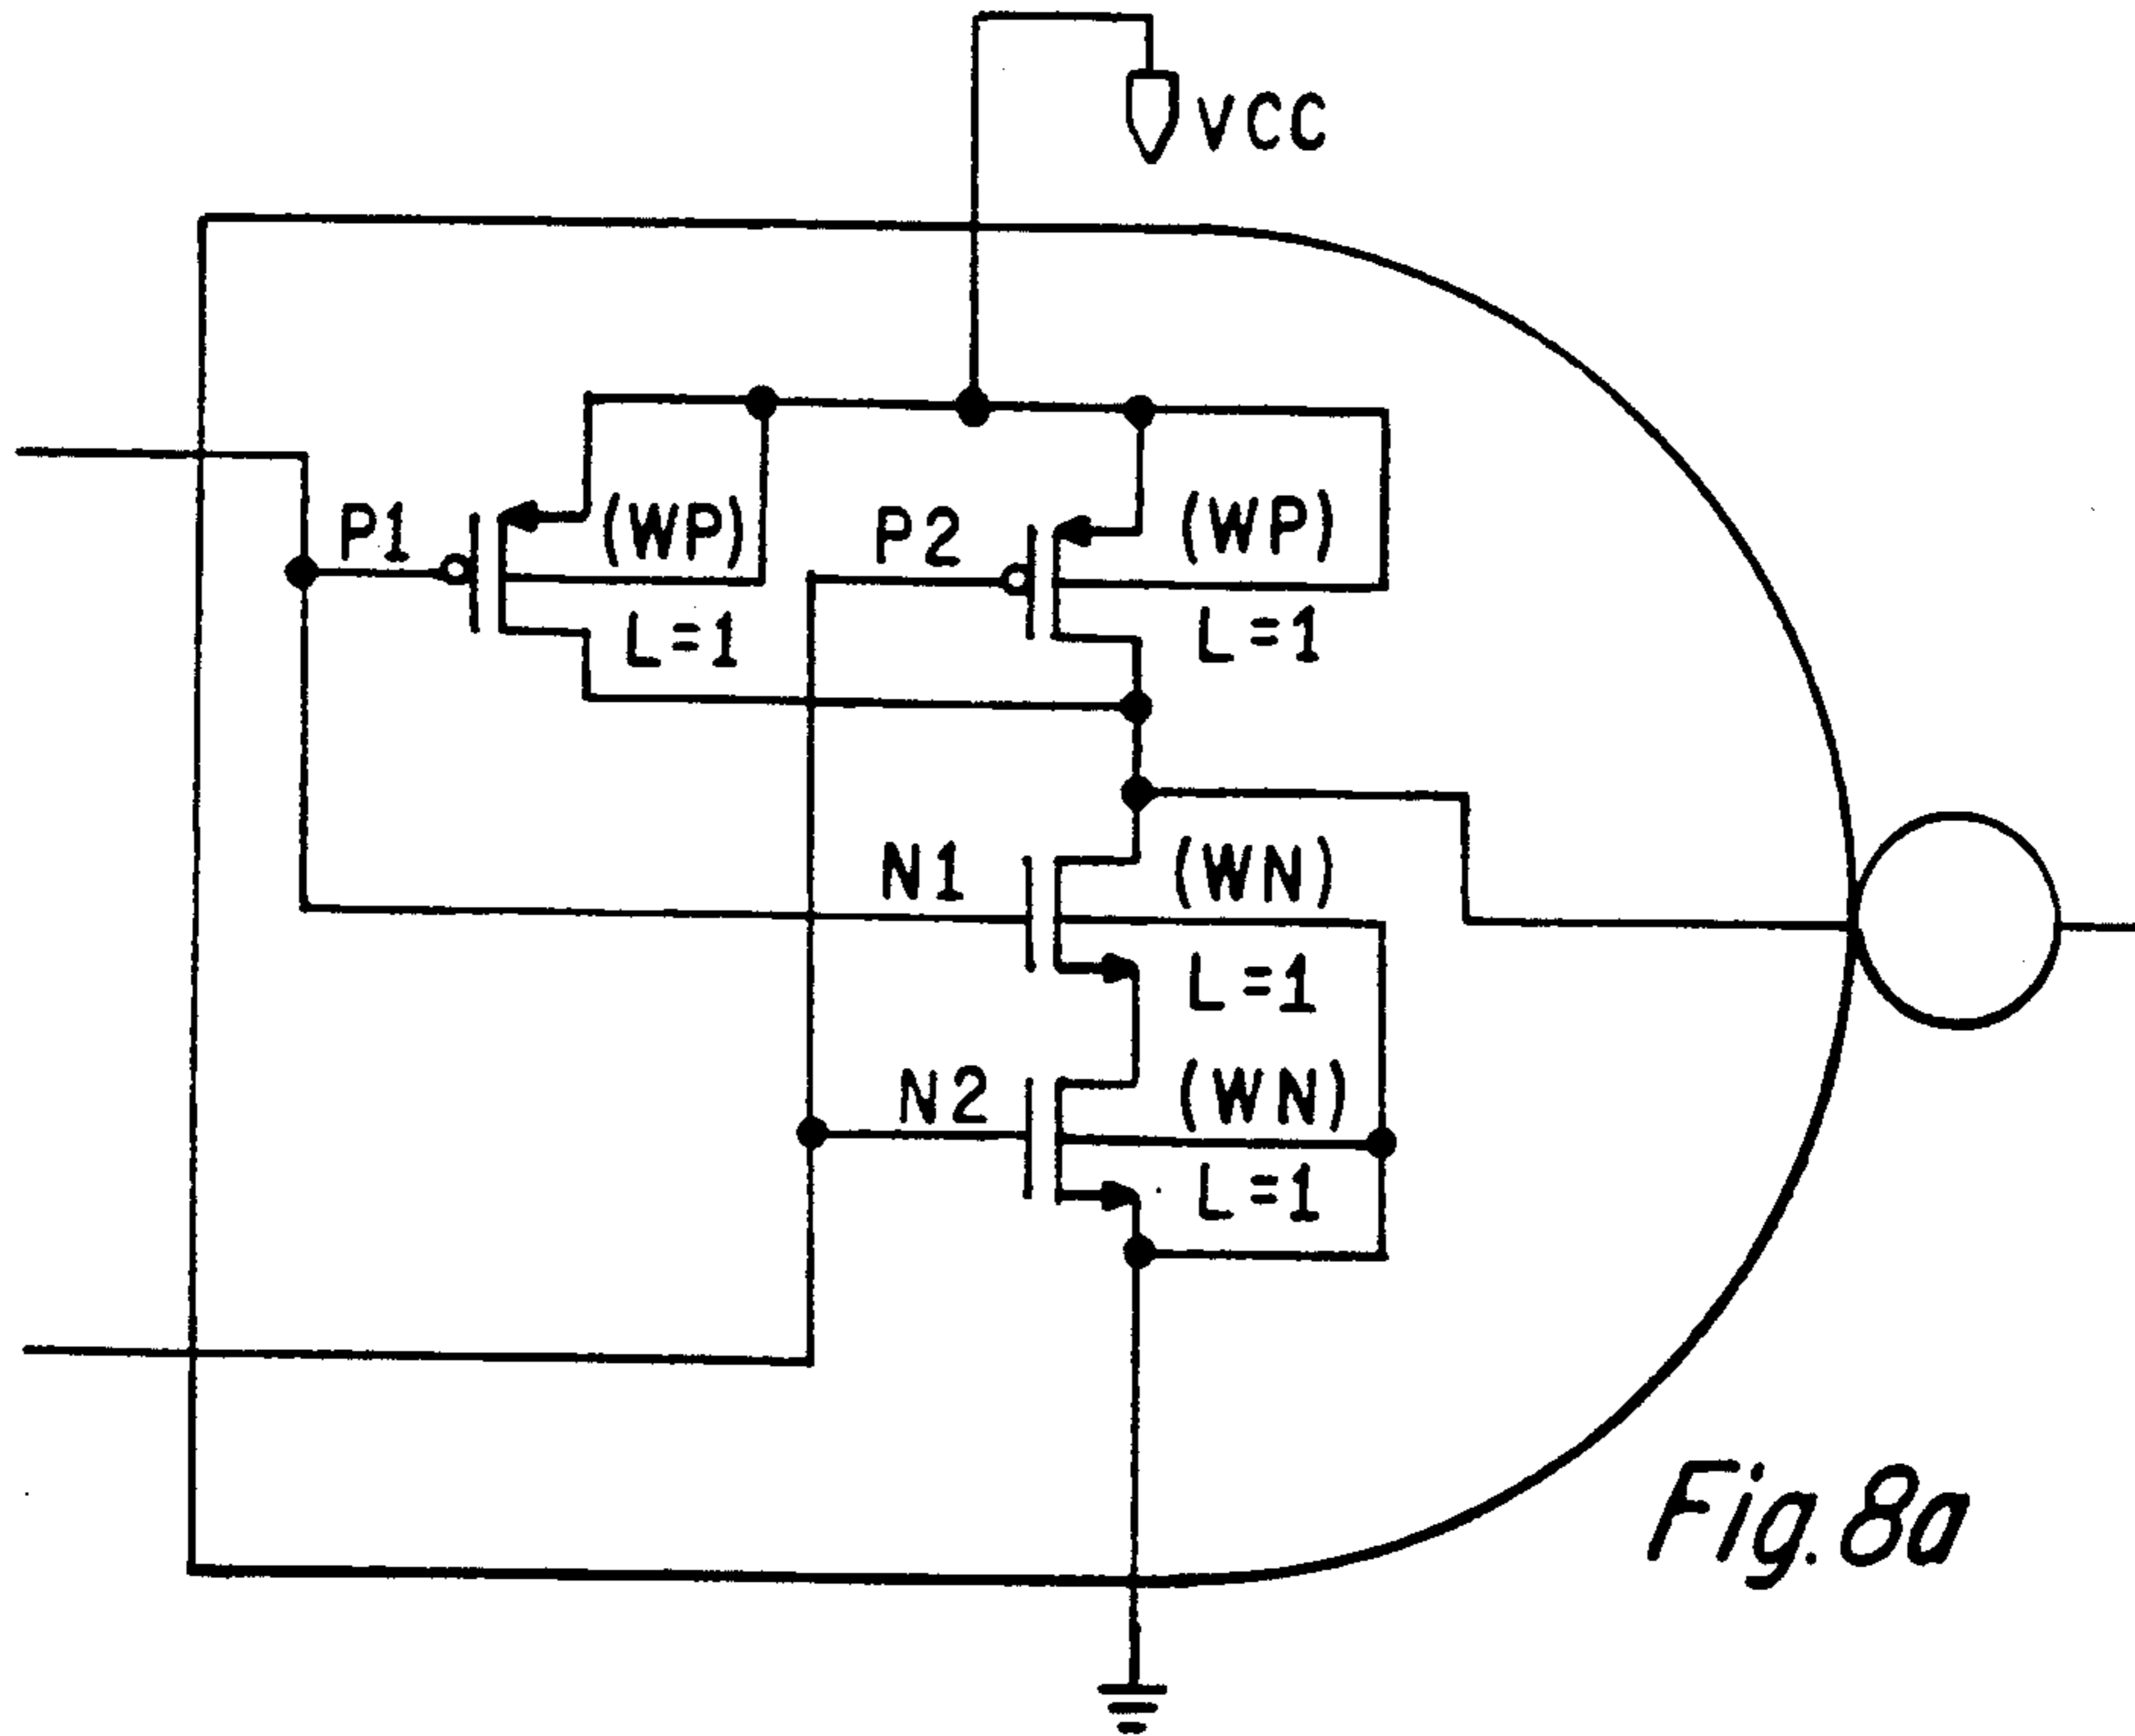 VCC
P1
(WP)
L=1
P2
(WP)
L=1
N1
(WN)
L=1
N2
(WN)
L=1
Fig.8a